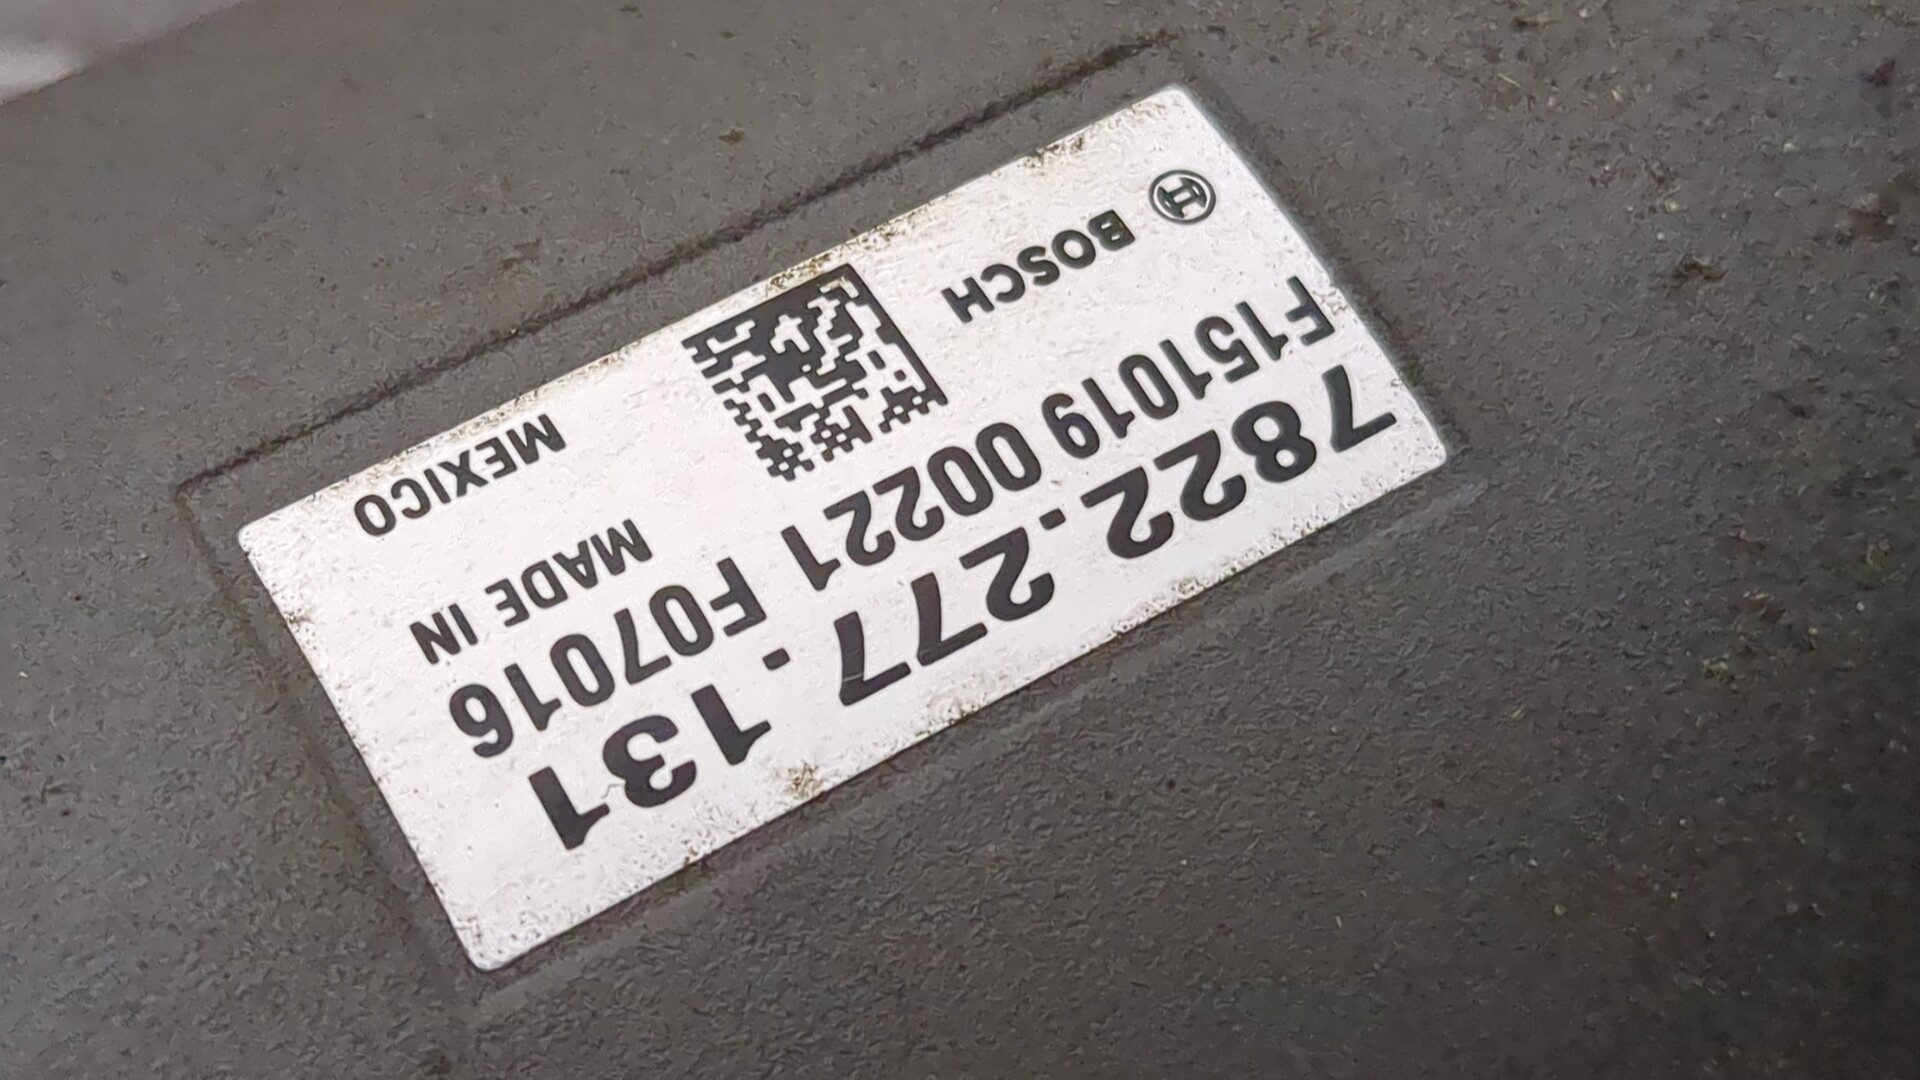 7822.277.131
F151019 00221 F07016
BOSCH
MADE IN
MEXICO